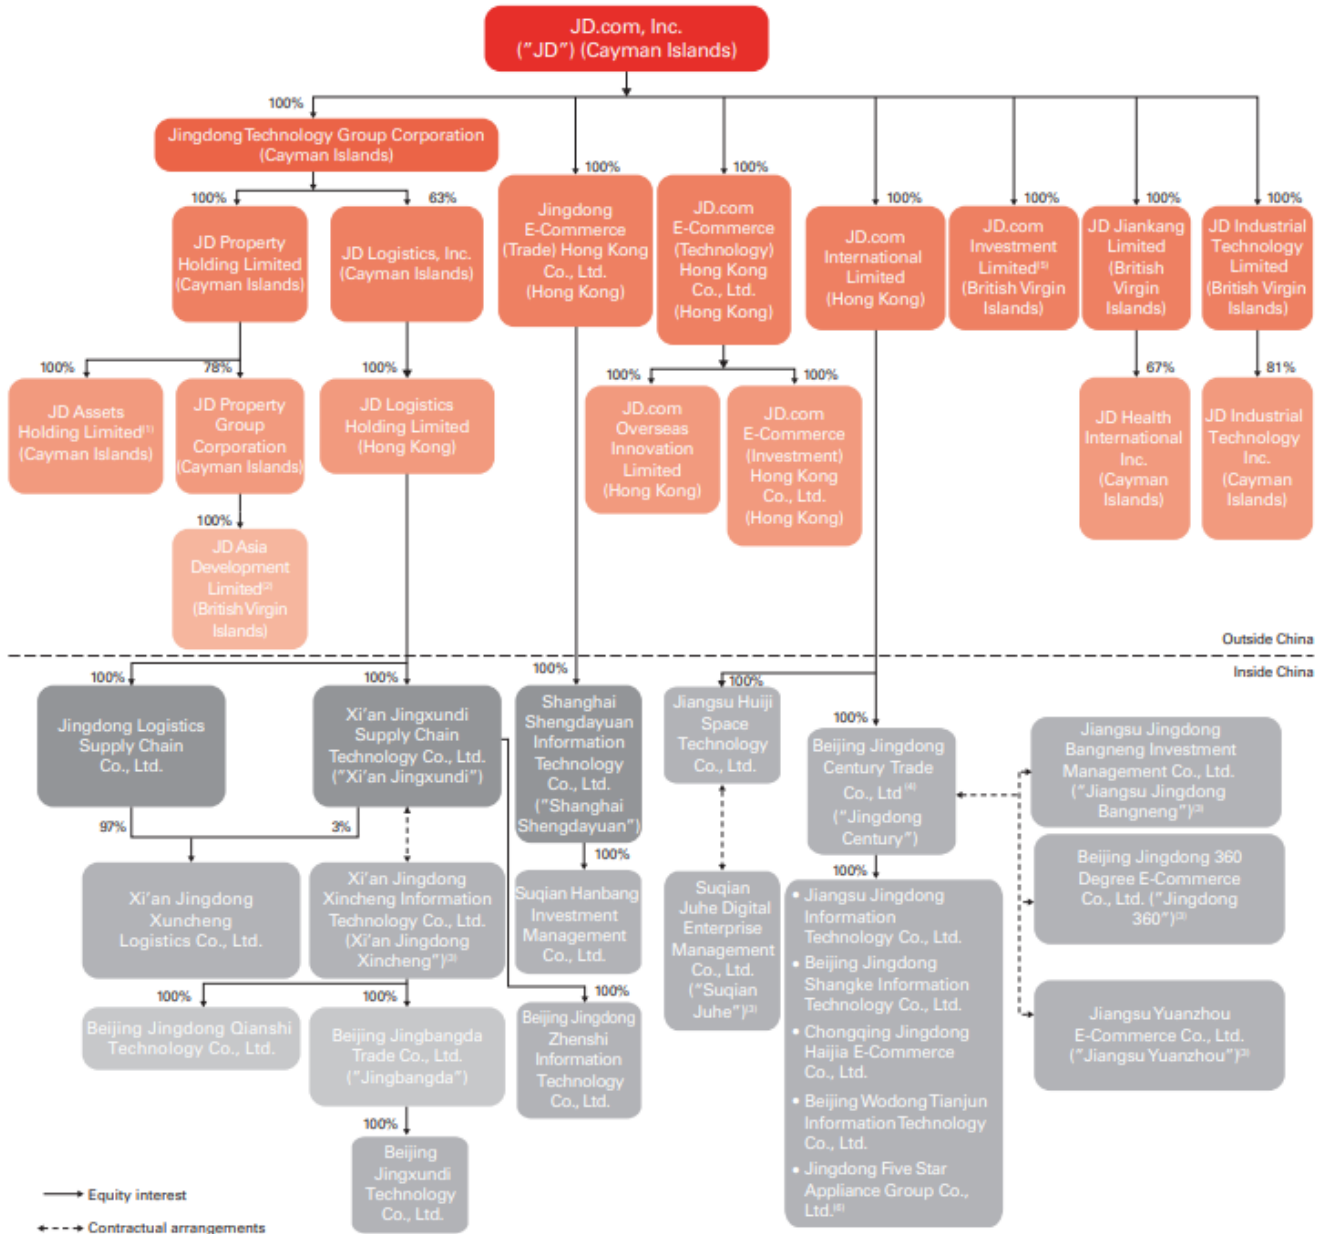 JD.com, Inc.
("JD") (Cayman Islands)
100%
Jingdong Technology Group Corporation
(Cayman Islands)
100%
JD Property
Holding Limited
(Cayman Islands)
63%
JD Logistics, Inc.
(Cayman Islands)
100%
Jingdong
E-Commerce
(Trade) Hong Kong
Co., Ltd.
(Hong Kong)
100%
JD.com
E-Commerce
(Technology)
Hong Kong
Co., Ltd.
(Hong Kong)
100%
JD.com
International
Limited
(Hong Kong)
100%
JD.com
Investment
Limited(5)
(British Virgin
Islands)
100%
JD Jiankang
Limited
(British
Virgin
Islands)
100%
JD Industrial
Technology
Limited
(British Virgin
Islands)
100%
JD Assets
Holding Limited(1)
(Cayman Islands)
78%
JD Property
Group
Corporation
(Cayman Islands)
100%
JD Logistics
Holding Limited
(Hong Kong)
100%
JD.com
Overseas
Innovation
Limited
(Hong Kong)
100%
JD.com
E-Commerce
(Investment)
Hong Kong
Co., Ltd.
(Hong Kong)
67%
JD Health
International
Inc.
(Cayman
Islands)
81%
JD Industrial
Technology
Inc.
(Cayman
Islands)
100%
JD Asia
Development
Limited(2)
(British Virgin
Islands)
Outside China
Inside China
100%
Jingdong Logistics
Supply Chain
Co., Ltd.
100%
Xi'an Jingxundi
Supply Chain
Technology Co., Ltd.
("Xi'an Jingxundi")
100%
Shanghai
Shengdayuan
Information
Technology
Co., Ltd.
("Shanghai
Shengdayuan")
100%
Jiangsu Huiji
Space
Technology
Co., Ltd.
100%
Beijing Jingdong
Century Trade
Co., Ltd(4)
("Jingdong
Century")
Jiangsu Jingdong
Bangneng Investment
Management Co., Ltd.
("Jiangsu Jingdong
Bangneng")(3)
97%
3%
Xi'an Jingdong
Xuncheng
Logistics Co., Ltd.
Xi'an Jingdong
Xincheng Information
Technology Co., Ltd.
(Xi'an Jingdong
Xincheng")(3)
100%
Suqian Hanbang
Investment
Management
Co., Ltd.
Suqian
Juhe Digital
Enterprise
Management
Co., Ltd.
("Suqian
Juhe")(3)
100%
• Jiangsu Jingdong
Information
Technology Co., Ltd.
• Beijing Jingdong
Shangke Information
Technology Co., Ltd.
• Chongqing Jingdong
Haijia E-Commerce
Co., Ltd.
• Beijing Wodong Tianjun
Information Technology
Co., Ltd.
• Jingdong Five Star
Appliance Group Co.,
Ltd.(6)
Beijing Jingdong 360
Degree E-Commerce
Co., Ltd. ("Jingdong
360")(3)
Jiangsu Yuanzhou
E-Commerce Co., Ltd.
("Jiangsu Yuanzhou")(3)
100%
Beijing Jingdong Qianshi
Technology Co., Ltd.
100%
Beijing Jingbangda
Trade Co., Ltd.
("Jingbangda")
100%
Beijing Jingdong
Zhenshi
Information
Technology
Co., Ltd.
100%
Beijing
Jingxundi
Technology
Co., Ltd.
Equity interest
Contractual arrangements